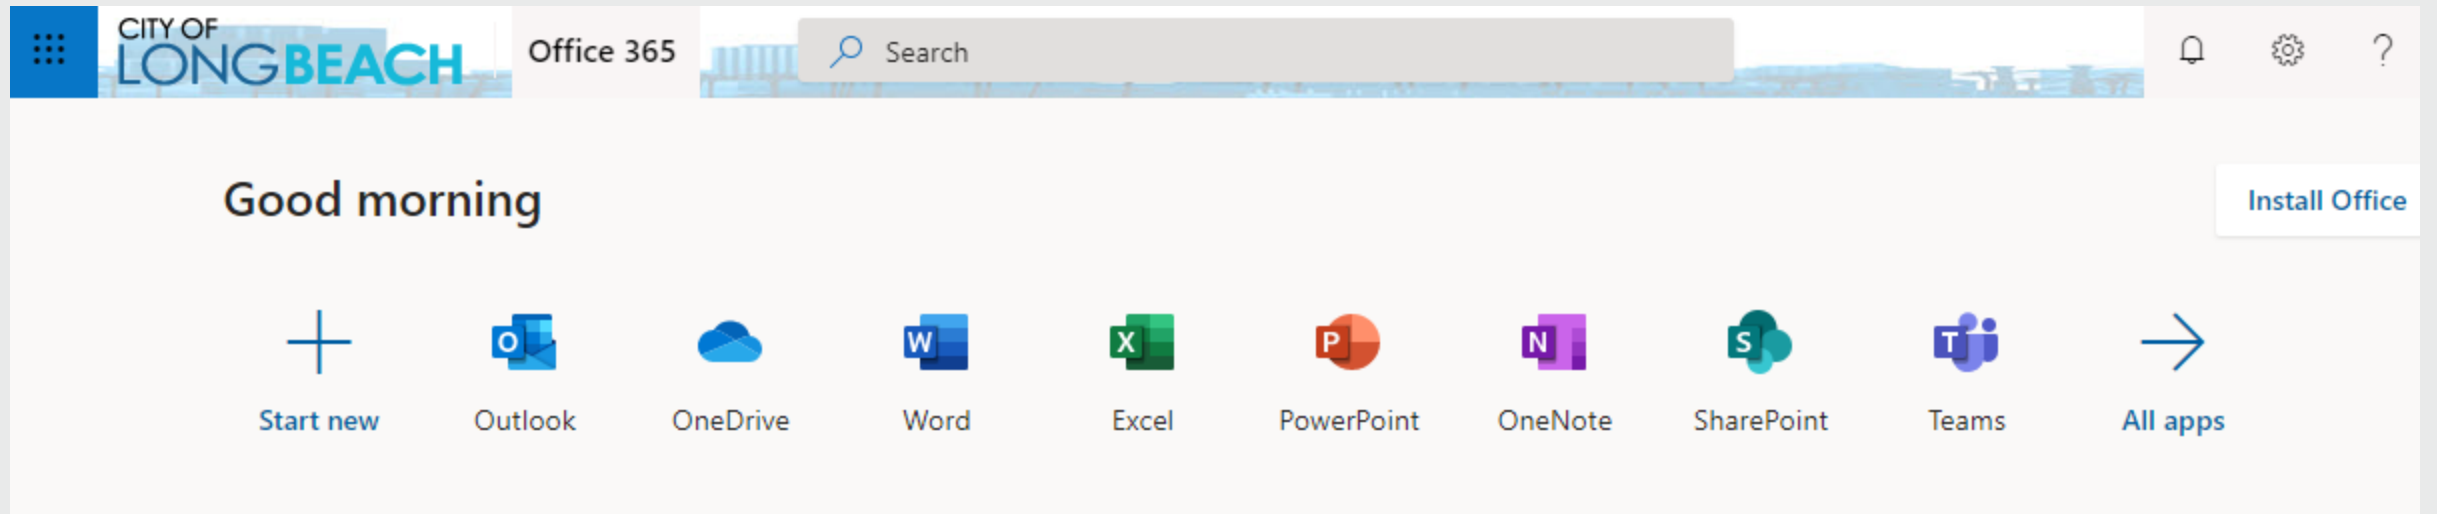 CITY OF
LONGBEACH
Office 365
Search
?
Good morning
Install Office
O
W
X
P
N
S
T
Start new
Outlook
OneDrive
Word
Excel
PowerPoint
OneNote
SharePoint
Teams
All apps